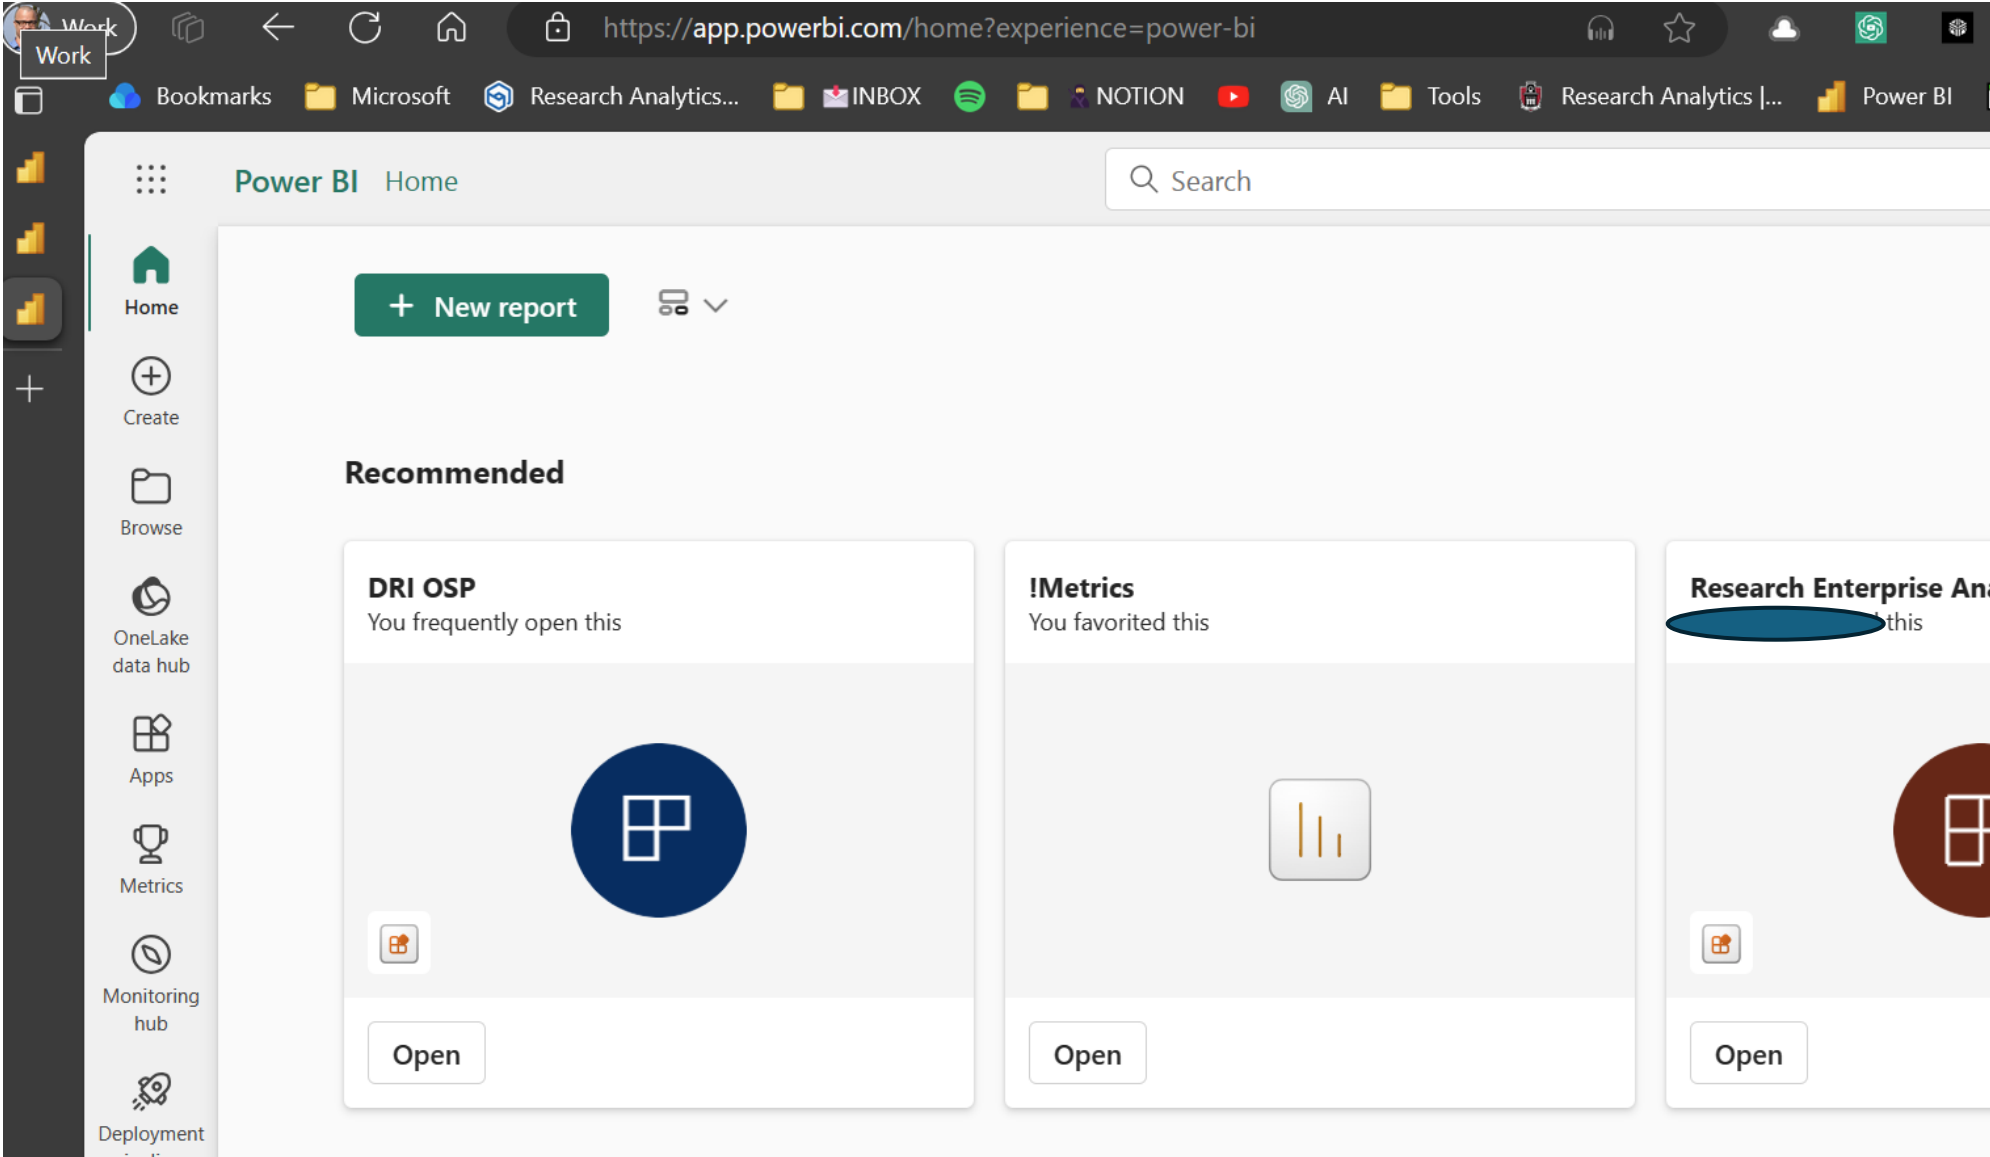 Work
Work
https://app.powerbi.com/home?experience=power-bi
Bookmarks Microsoft Research Analytics... INBOX NOTION AI Tools Research Analytics |... Power BI
Power BI Home
Search
Home
Create
Browse
OneLake
data hub
Apps
Metrics
Monitoring
hub
Deployment
+ New report
Recommended
DRI OSP
You frequently open this
Open
!Metrics
You favorited this
Open
Research Enterprise Ana
this
Open